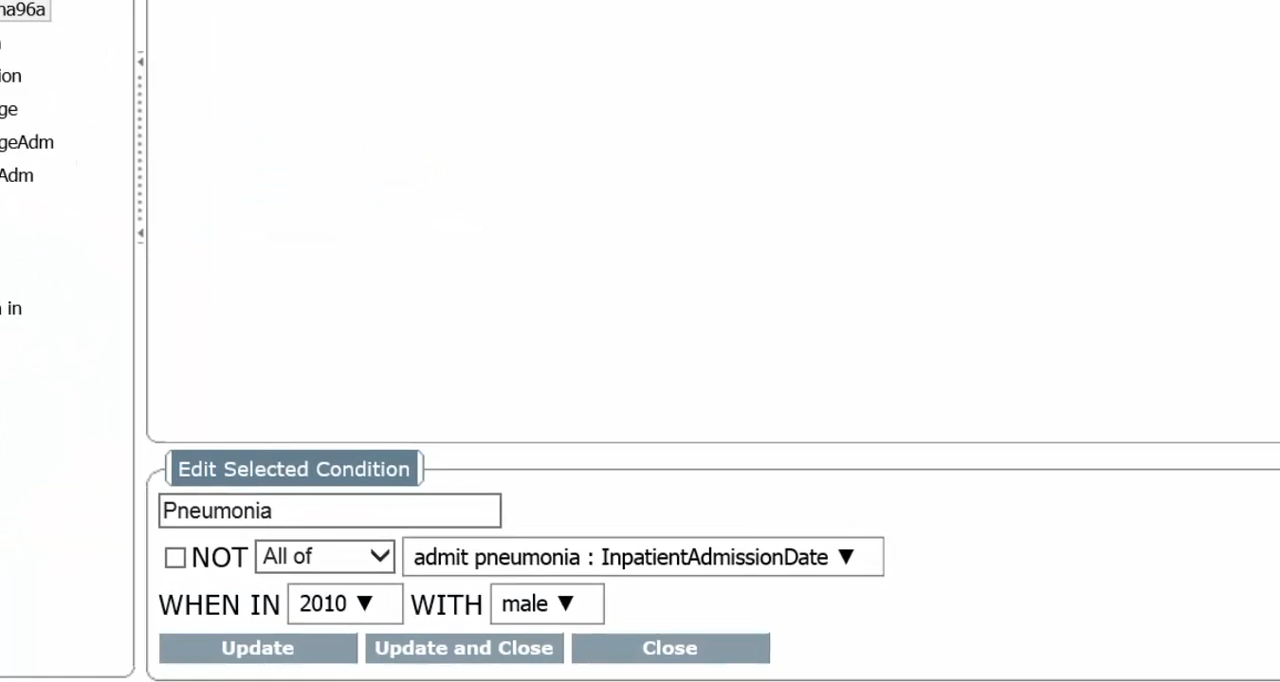 na96a
ion
ge
geAdm
Adm
in
Edit Selected Condition
Pneumonia
NOT All of admit pneumonia : InpatientAdmissionDate ▼
WHEN IN 2010 ▼ WITH male ▼
Update Update and Close Close